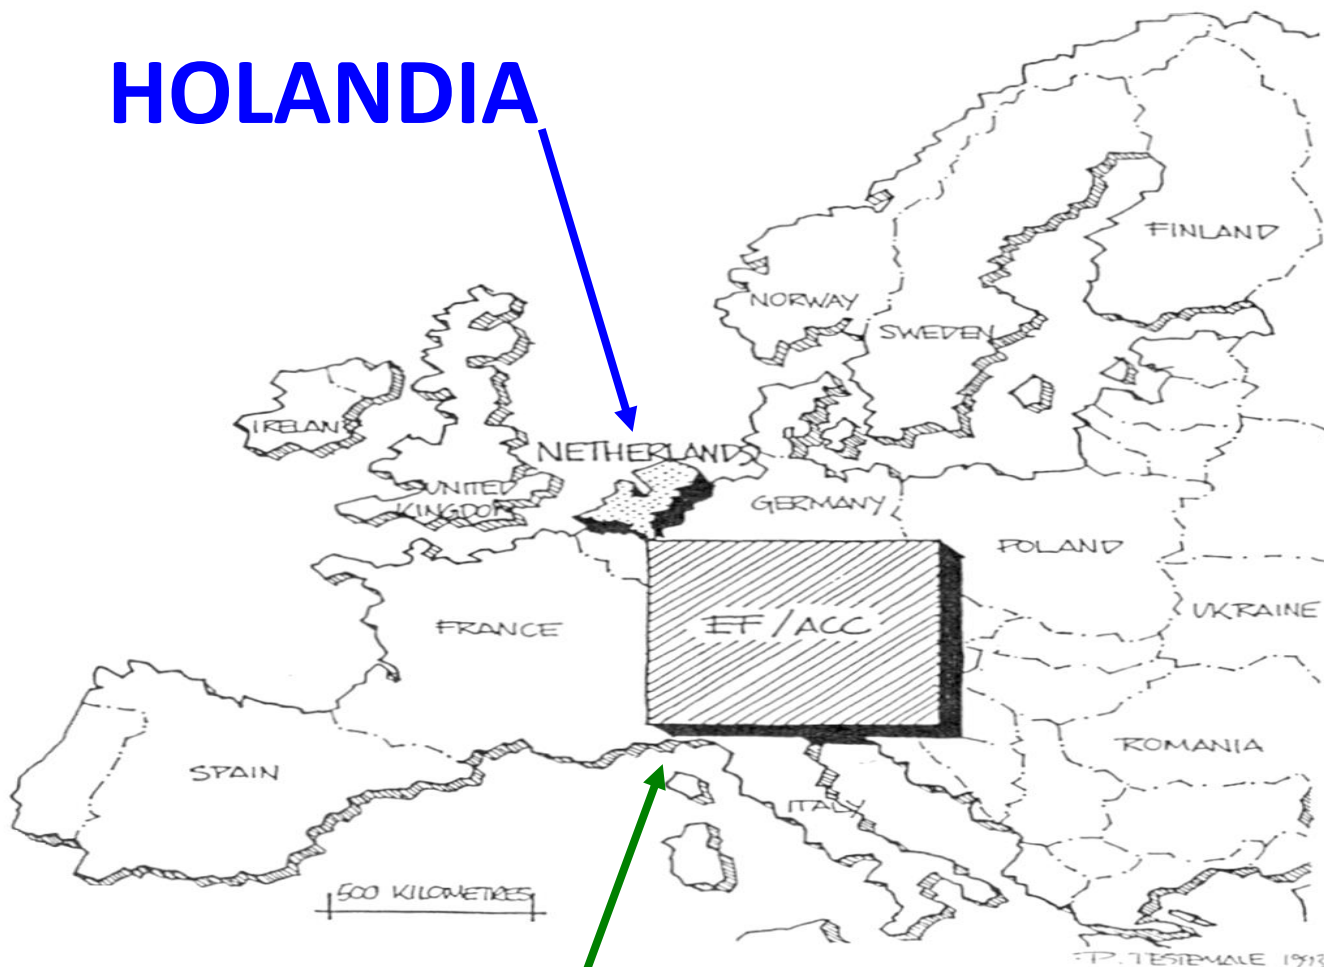 HOLANDIA
FINLAND
NORWAY
SWEDEN
IRELAN
NETHERLANDS
UNITED
KINGDOM
GERMANY
POLAND
UKRAINE
FRANCE
EF/ACC
ROMANIA
SPAIN
ITALY
500 KILOMETRES
P. TESTEMALE 1993